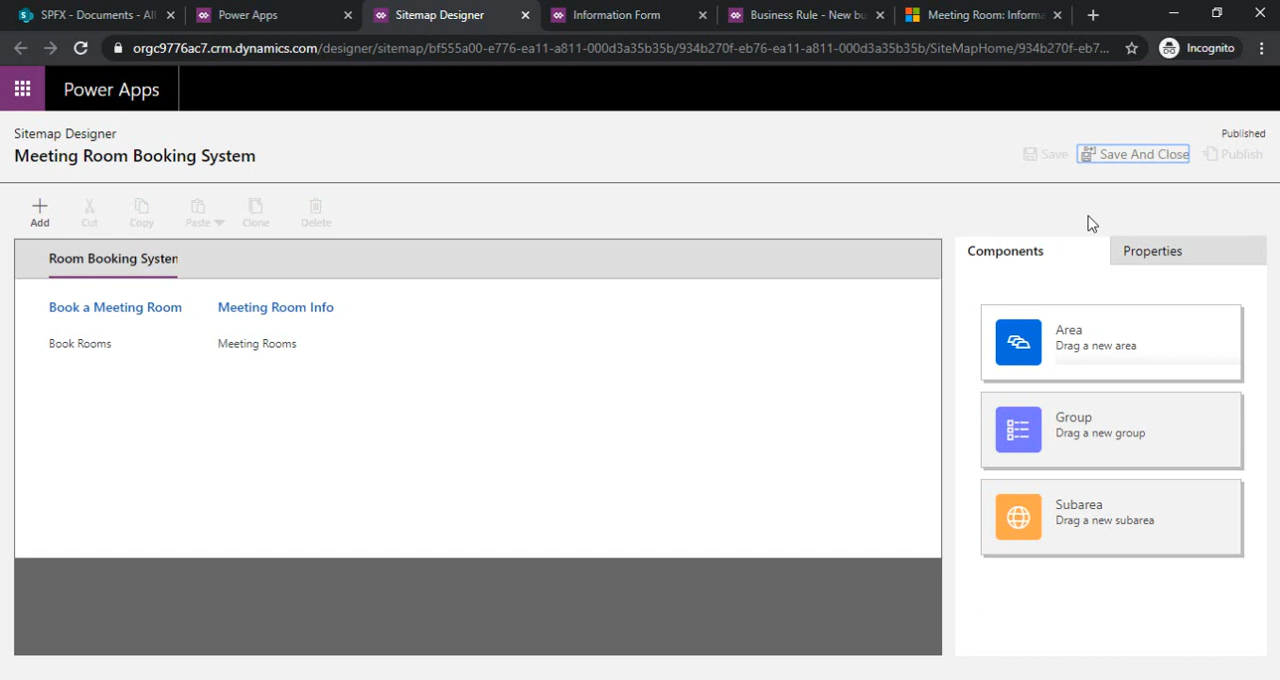 SPFX - Documents - All
Power Apps
Sitemap Designer
Information Form
Business Rule - New bu
Meeting Room: Informa
orgc9776ac7.crm.dynamics.com/designer/sitemap/bf555a00-e776-ea11-a811-000d3a35b35b/934b270f-eb76-ea11-a811-000d3a35b35b/SiteMapHome/934b270f-eb7...
Incognito
Power Apps
Sitemap Designer
Published
Meeting Room Booking System
Save
Save And Close
Publish
Add
Cut
Copy
Paste
Clone
Delete
Room Booking System
Components
Properties
Book a Meeting Room
Meeting Room Info
Book Rooms
Meeting Rooms
Area
Drag a new area
Group
Drag a new group
Subarea
Drag a new subarea